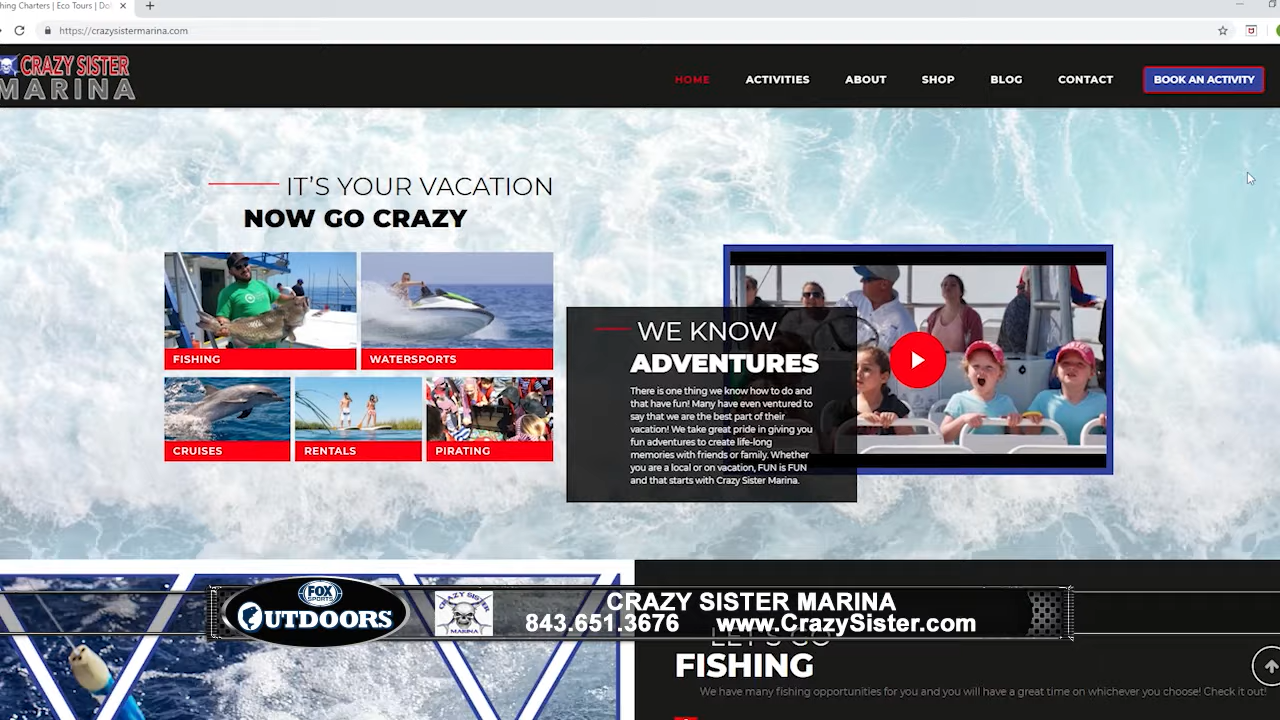 hing Charters | Eco Tours | Dol
https://crazysistermarina.com
CRAZY SISTER
MARINA
HOME
ACTIVITIES
ABOUT
SHOP
BLOG
CONTACT
BOOK AN ACTIVITY
IT'S YOUR VACATION
NOW GO CRAZY
FISHING
WATERSPORTS
CRUISES
RENTALS
PIRATING
WE KNOW
ADVENTURES
There is one thing we know how to do and
that have fun! Many have even ventured to
say that we are the best part of their
vacation! We take great pride in giving you
fun adventures to create life-long
memories with friends or family. Whether
you are a local or on vacation, FUN is FUN
and that starts with Crazy Sister Marina.
FOX
SPORTS
OUTDOORS
CRAZY SISTER
MARINA
CRAZY SISTER MARINA
843.651.3676 www.CrazySister.com
LET'S GO
FISHING
We have many fishing opportunities for you and you will have a great time on whichever you choose! Check it out!